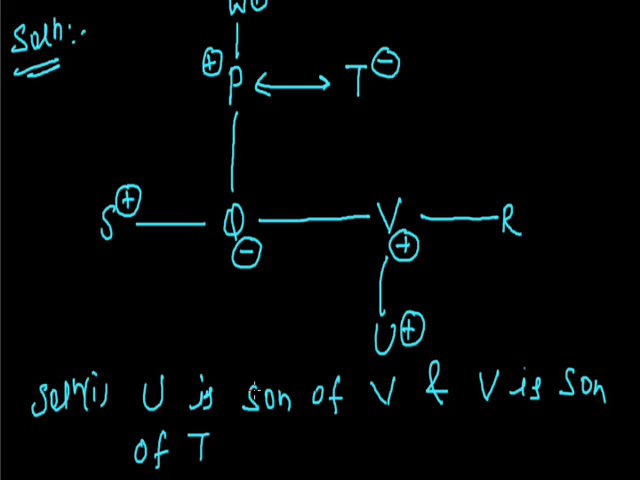 Soln:-
W⊕
⊕ P ⟷ T ⊖
S ⊕ — Q ⊖ — V ⊕ — R
U ⊕
Soln i) U is son of V & V is son
of T